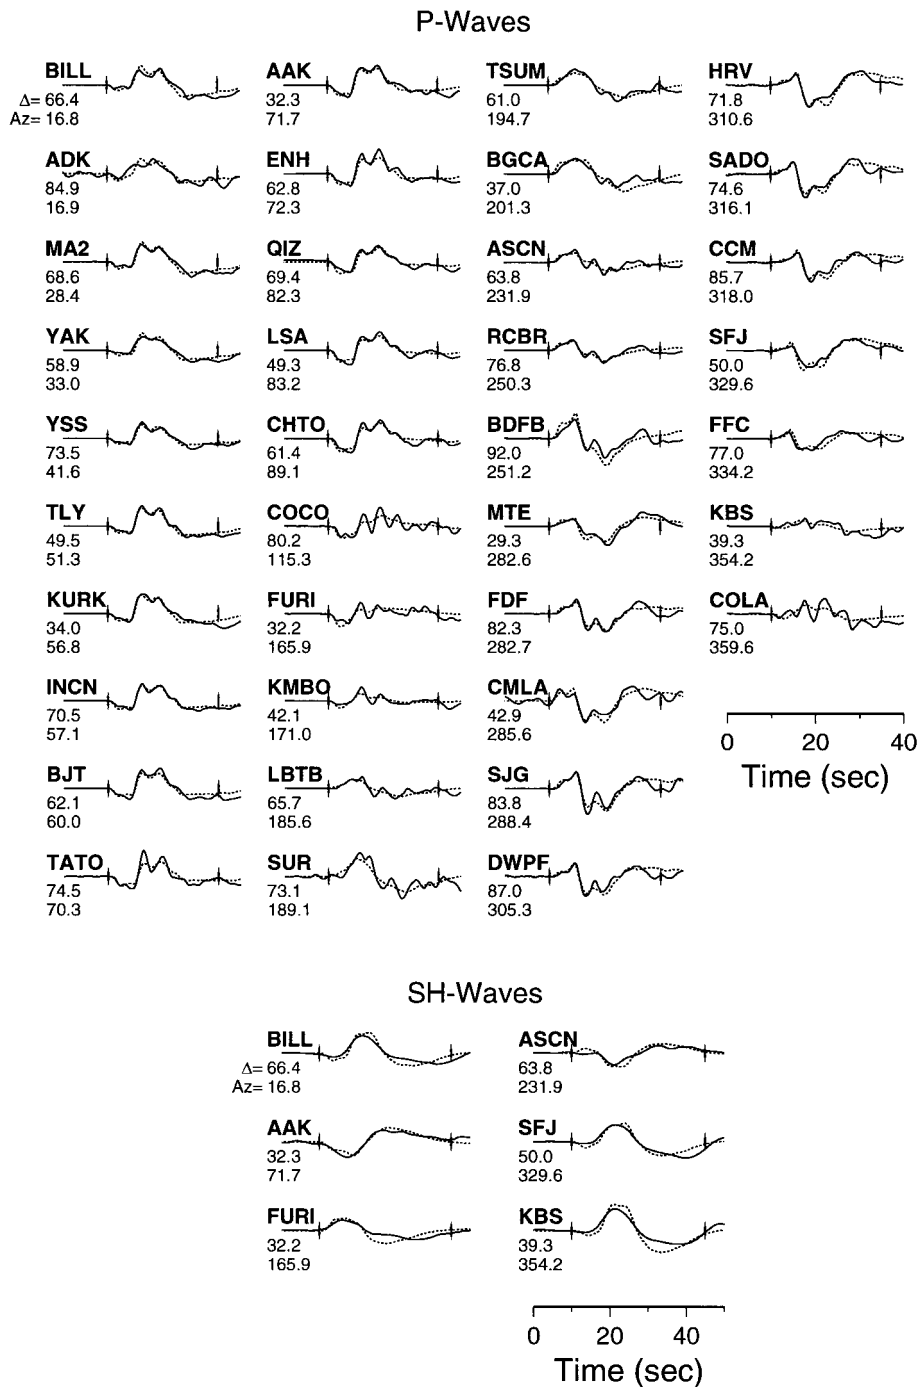 P-Waves
BILL
Δ= 66.4
Az= 16.8
ADK
84.9
16.9
MA2
68.6
28.4
YAK
58.9
33.0
YSS
73.5
41.6
TLY
49.5
51.3
KURK
34.0
56.8
INCN
70.5
57.1
BJT
62.1
60.0
TATO
74.5
70.3
AAK
32.3
71.7
ENH
62.8
72.3
QIZ
69.4
82.3
LSA
49.3
83.2
CHTO
61.4
89.1
COCO
80.2
115.3
FURI
32.2
165.9
KMBO
42.1
171.0
LBTB
65.7
185.6
SUR
73.1
189.1
TSUM
61.0
194.7
BGCA
37.0
201.3
ASCN
63.8
231.9
RCBR
76.8
250.3
BDFB
92.0
251.2
MTE
29.3
282.6
FDF
82.3
282.7
CMLA
42.9
285.6
SJG
83.8
288.4
DWPF
87.0
305.3
HRV
71.8
310.6
SADO
74.6
316.1
CCM
85.7
318.0
SFJ
50.0
329.6
FFC
77.0
334.2
KBS
39.3
354.2
COLA
75.0
359.6
0 20 40
Time (sec)
SH-Waves
BILL
Δ= 66.4
Az= 16.8
AAK
32.3
71.7
FURI
32.2
165.9
ASCN
63.8
231.9
SFJ
50.0
329.6
KBS
39.3
354.2
0 20 40
Time (sec)